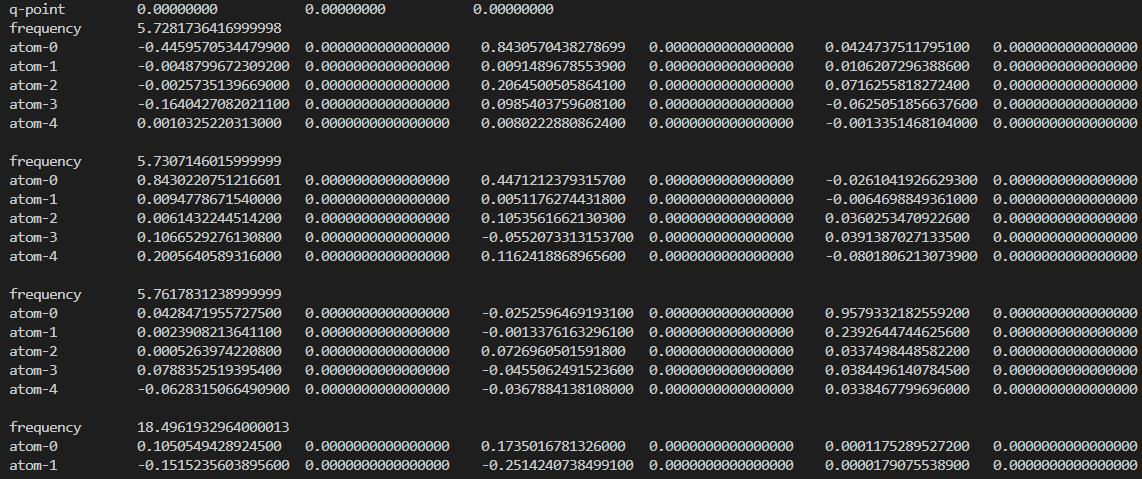 q-point 0.00000000 0.00000000 0.00000000
frequency 5.7281736416999998
atom-0 -0.4459570534479900 0.0000000000000000 0.8430570438278699 0.0000000000000000 0.0424737511795100 0.0000000000000000
atom-1 -0.0048799672309200 0.0000000000000000 0.0091489678553900 0.0000000000000000 0.0106207296388600 0.0000000000000000
atom-2 -0.0025735139669000 0.0000000000000000 0.2064500505864100 0.0000000000000000 0.0716255818272400 0.0000000000000000
atom-3 -0.1640427082021100 0.0000000000000000 0.0985403759608100 0.0000000000000000 -0.0625051856637600 0.0000000000000000
atom-4 0.0010325220313000 0.0000000000000000 0.0080222880862400 0.0000000000000000 -0.0013351468104000 0.0000000000000000
frequency 5.7307146015999999
atom-0 0.8430220751216601 0.0000000000000000 0.4471212379315700 0.0000000000000000 -0.0261041926629300 0.0000000000000000
atom-1 0.0094778671540000 0.0000000000000000 0.0051176274431800 0.0000000000000000 -0.0064698849361000 0.0000000000000000
atom-2 0.0061432244514200 0.0000000000000000 0.1053561662130300 0.0000000000000000 0.0360253470922600 0.0000000000000000
atom-3 0.1066529276130800 0.0000000000000000 -0.0552073313153700 0.0000000000000000 0.0391387027133500 0.0000000000000000
atom-4 0.2005640589316000 0.0000000000000000 0.1162418868965600 0.0000000000000000 -0.0801806213073900 0.0000000000000000
frequency 5.7617831238999999
atom-0 0.0428471955727500 0.0000000000000000 -0.0252596469193100 0.0000000000000000 0.9579332182559200 0.0000000000000000
atom-1 0.0023908213641100 0.0000000000000000 -0.0013376163296100 0.0000000000000000 0.2392644744625600 0.0000000000000000
atom-2 0.0005263974220800 0.0000000000000000 0.0726960501591800 0.0000000000000000 0.0337498448582200 0.0000000000000000
atom-3 0.0788352519395400 0.0000000000000000 -0.0455062491523600 0.0000000000000000 0.0384496140784500 0.0000000000000000
atom-4 -0.0628315066490900 0.0000000000000000 -0.0367884138108000 0.0000000000000000 0.0338467799696000 0.0000000000000000
frequency 18.4961932964000013
atom-0 0.1050549428924500 0.0000000000000000 0.1735016781326000 0.0000000000000000 0.0001175289527200 0.0000000000000000
atom-1 -0.1515235603895600 0.0000000000000000 -0.2514240738499100 0.0000000000000000 0.0000179075538900 0.0000000000000000